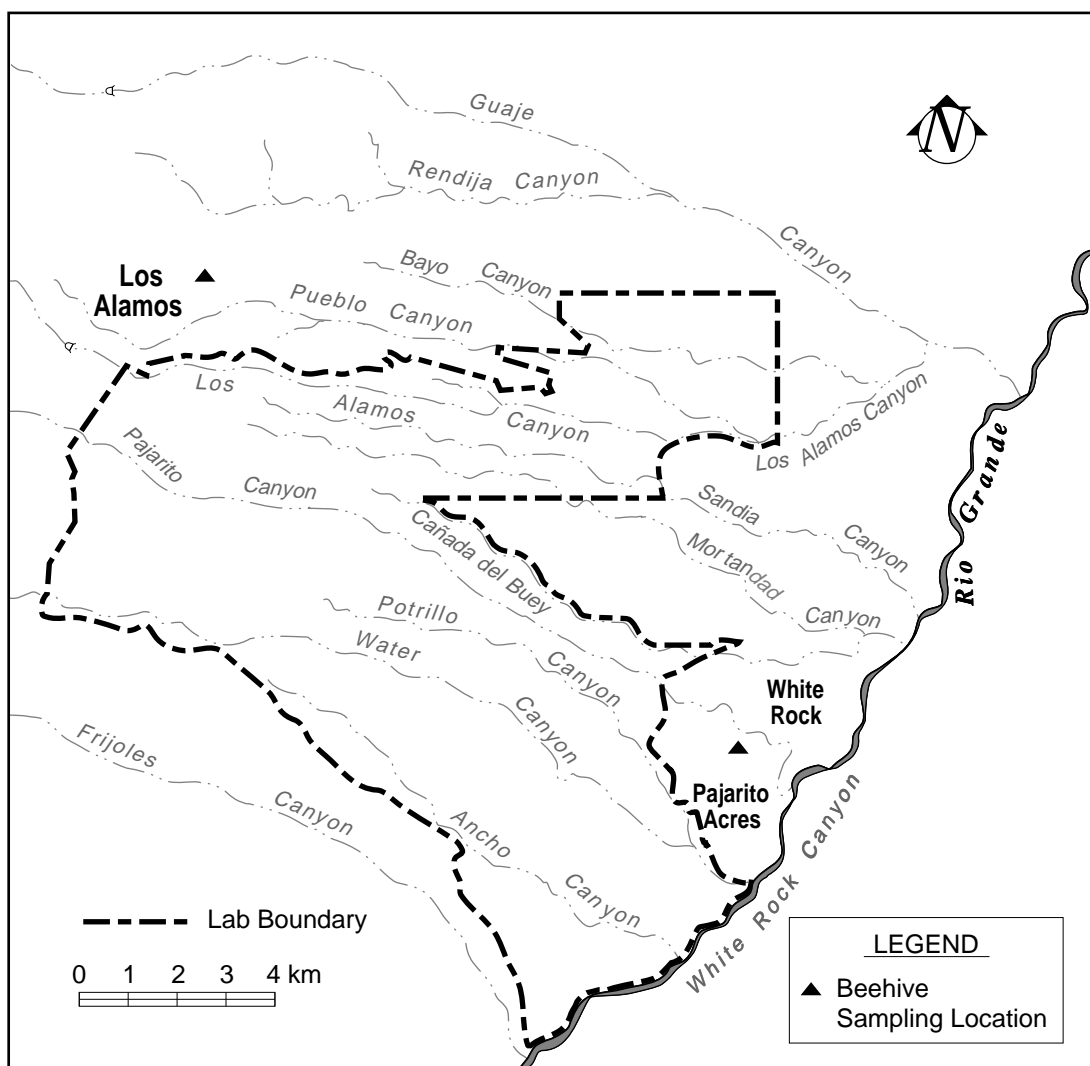 Guaje
N
Rendija Canyon
Canyon
Bayo Canyon
Los
Alamos
Pueblo Canyon
Los Alamos Canyon
Los Alamos Canyon
Rio Grande
Pajarito Canyon
Sandia Canyon
Cañada del Buey
Mortandad Canyon
Potrillo Canyon
Water Canyon
White
Rock
Frijoles Canyon
Pajarito
Acres
Ancho Canyon
White Rock Canyon
Lab Boundary
0 1 2 3 4 km
LEGEND
Beehive
Sampling Location